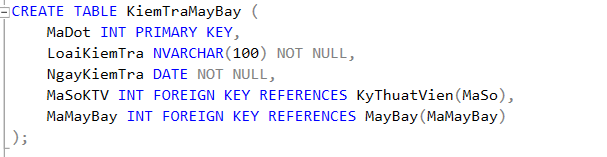 CREATE TABLE KiemTraMayBay (
MaDot INT PRIMARY KEY,
LoaiKiemTra NVARCHAR(100) NOT NULL,
NgayKiemTra DATE NOT NULL,
MaSoKTV INT FOREIGN KEY REFERENCES KyThuatVien(MaSo),
MaMayBay INT FOREIGN KEY REFERENCES MayBay(MaMayBay)
);